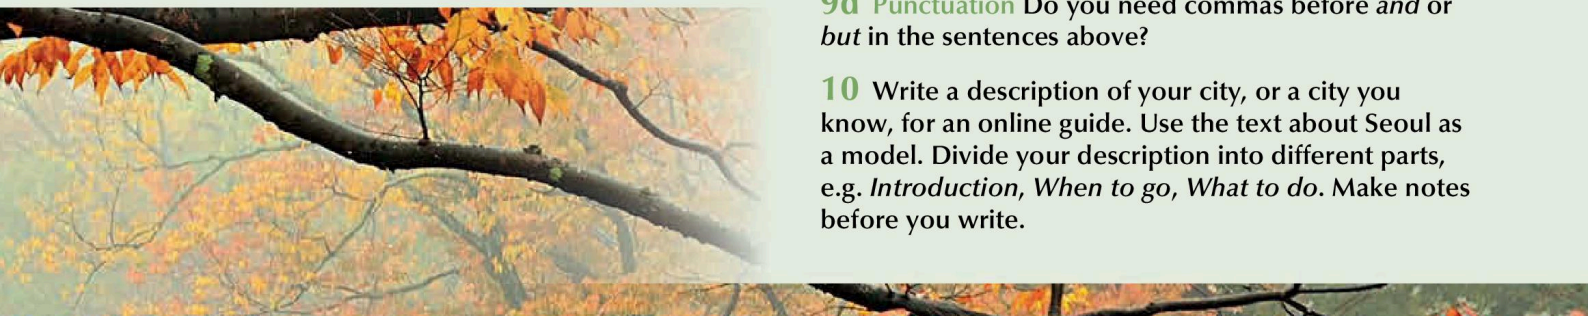 9d Punctuation Do you need commas before and or
but in the sentences above?
10 Write a description of your city, or a city you
know, for an online guide. Use the text about Seoul as
a model. Divide your description into different parts,
e.g. Introduction, When to go, What to do. Make notes
before you write.